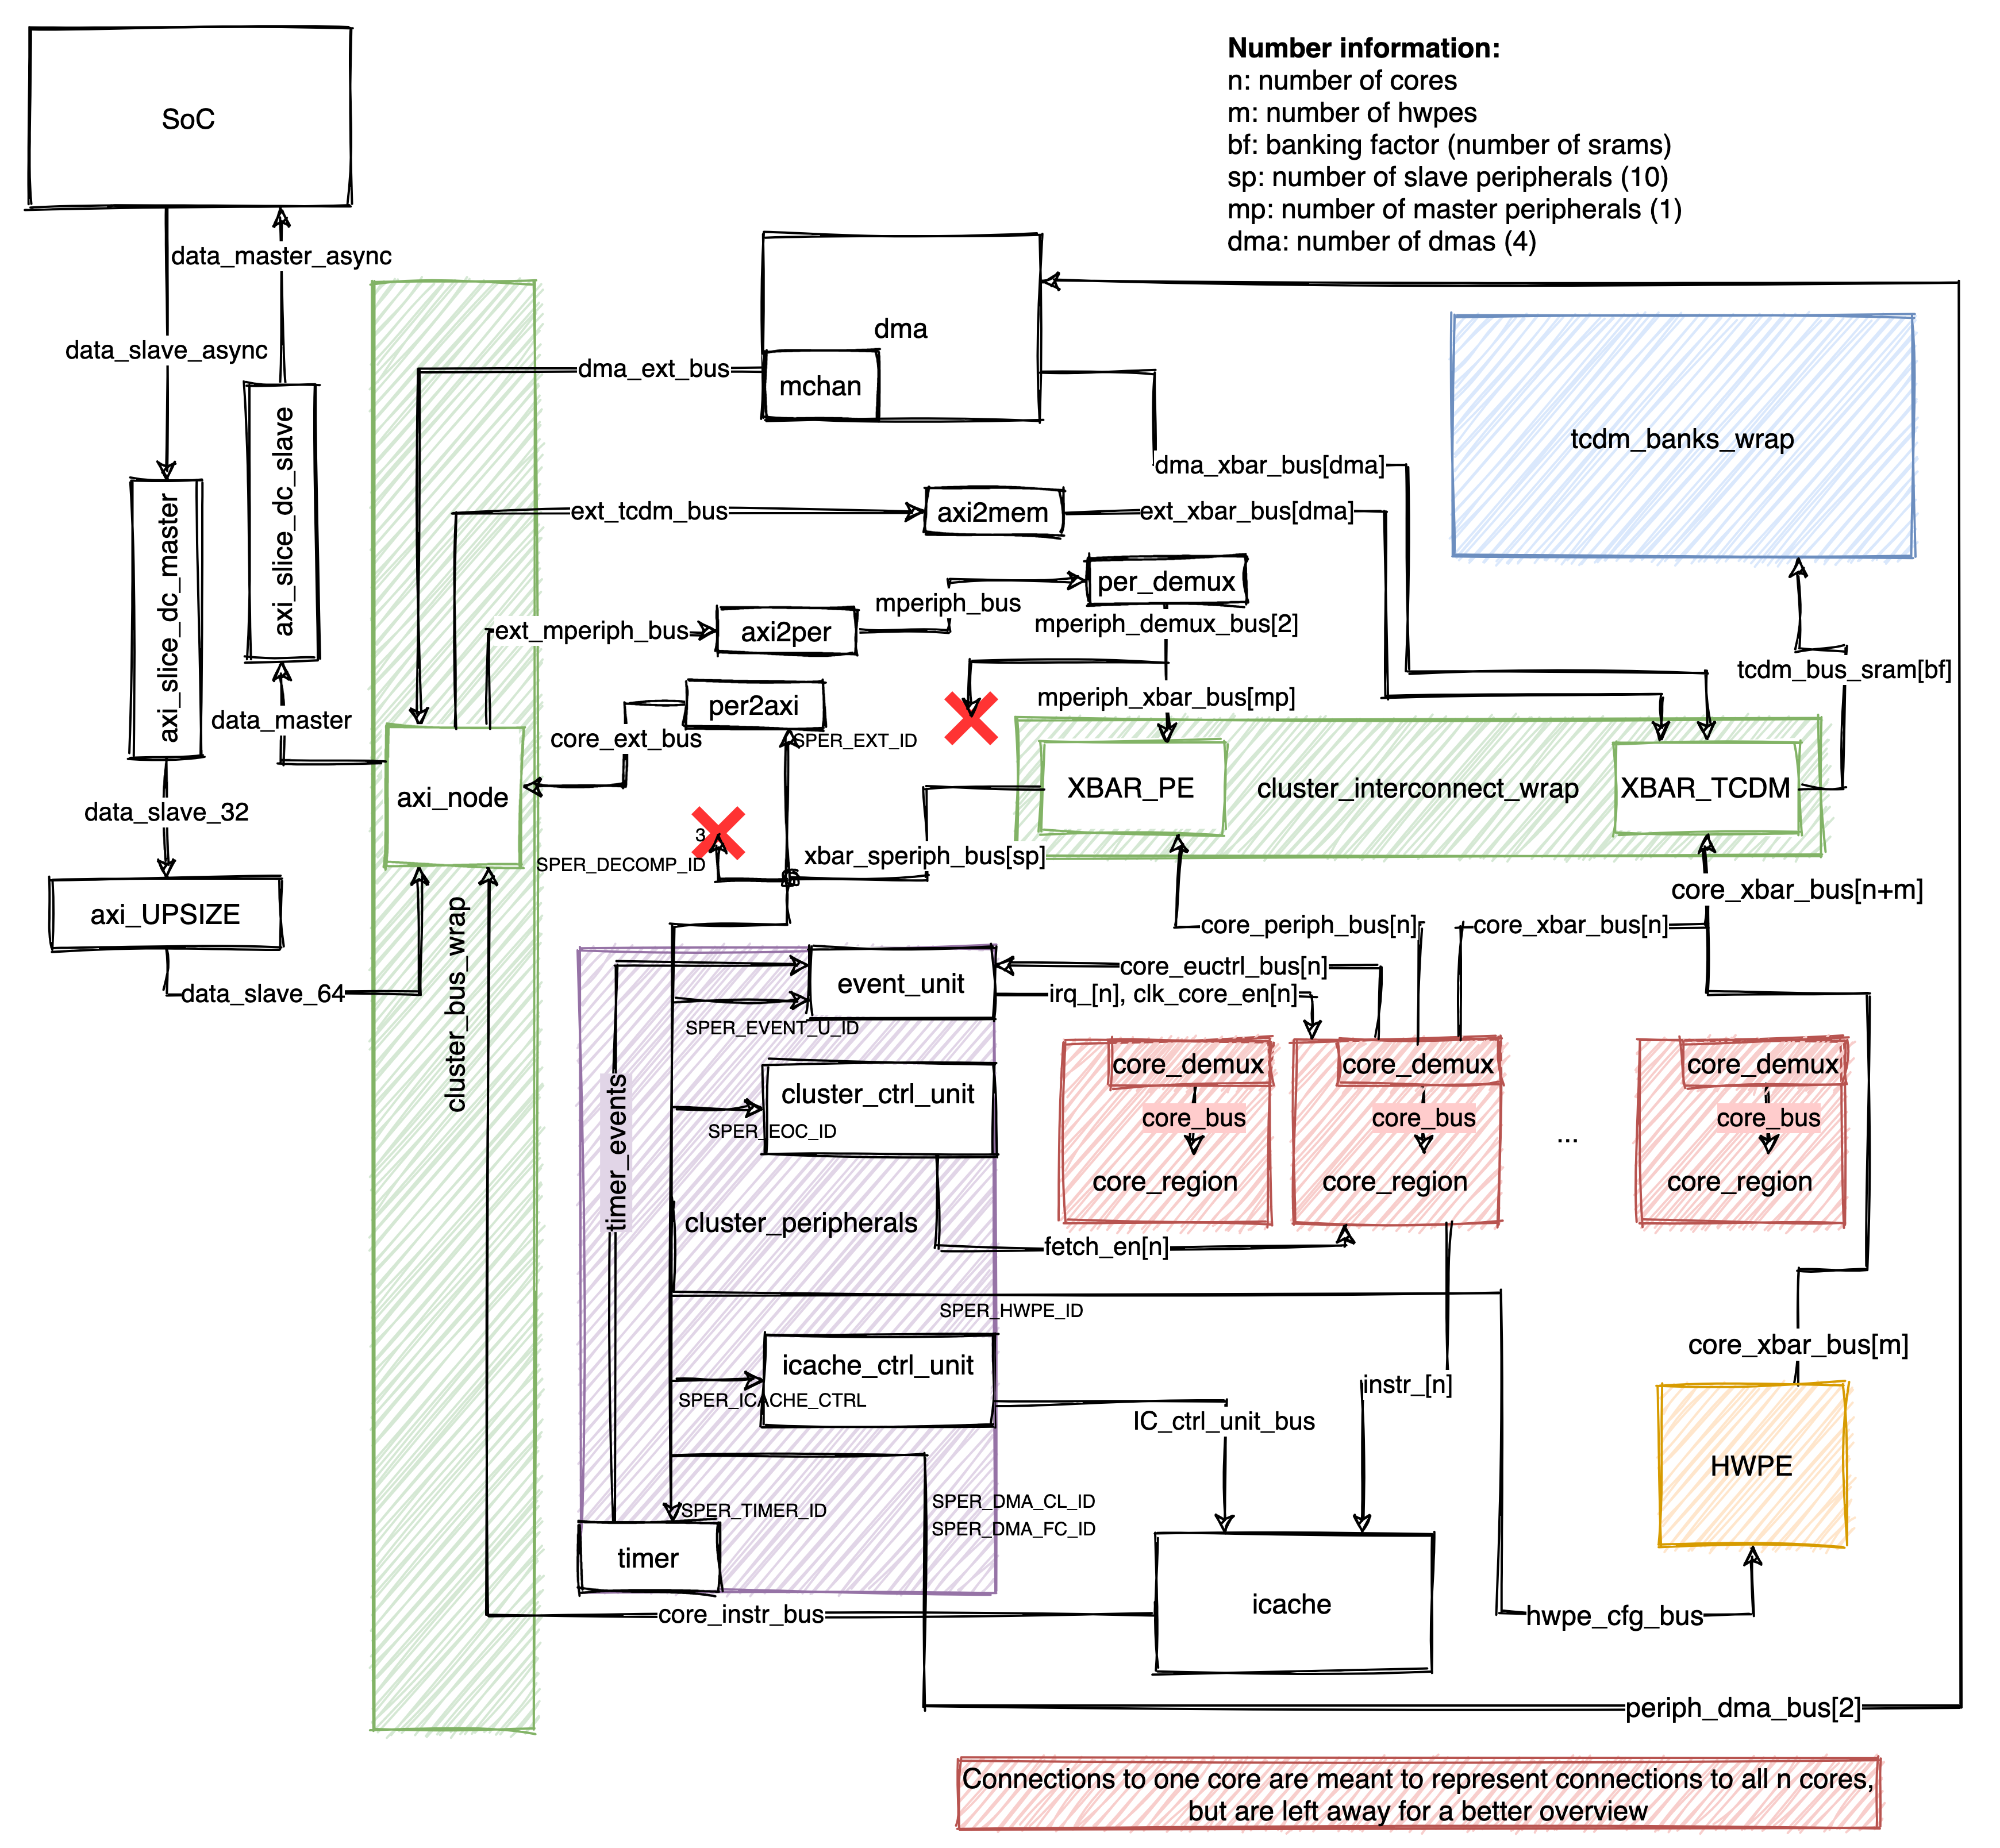 SoC
Number information:
n: number of cores
m: number of hwpes
bf: banking factor (number of srams)
sp: number of slave peripherals (10)
mp: number of master peripherals (1)
dma: number of dmas (4)
data_master_async
data_slave_async
dma
mchan
dma_ext_bus
tcdm_banks_wrap
dma_xbar_bus[dma]
axi_slice_dc_slave
axi_slice_dc_master
ext_tcdm_bus
axi2mem
ext_xbar_bus[dma]
per_demux
mperiph_bus
mperiph_demux_bus[2]
ext_mperiph_bus
axi2per
tcdm_bus_sram[bf]
mperiph_xbar_bus[mp]
per2axi
data_master
core_ext_bus
SPER_EXT_ID
axi_node
XBAR_PE
cluster_interconnect_wrap
XBAR_TCDM
data_slave_32
3
SPER_DECOMP_ID
xbar_speriph_bus[sp]
core_xbar_bus[n+m]
axi_UPSIZE
core_periph_bus[n]
core_xbar_bus[n]
cluster_bus_wrap
data_slave_64
event_unit
core_euctrl_bus[n]
irq_[n], clk_core_en[n]
SPER_EVENT_U_ID
core_demux
core_demux
core_demux
cluster_ctrl_unit
core_bus
core_bus
core_bus
SPER_EOC_ID
...
timer_events
core_region
core_region
core_region
cluster_peripherals
fetch_en[n]
SPER_HWPE_ID
core_xbar_bus[m]
icache_ctrl_unit
instr_[n]
SPER_ICACHE_CTRL
IC_ctrl_unit_bus
HWPE
SPER_DMA_CL_ID
SPER_TIMER_ID
SPER_DMA_FC_ID
timer
icache
core_instr_bus
hwpe_cfg_bus
periph_dma_bus[2]
Connections to one core are meant to represent connections to all n cores,
but are left away for a better overview